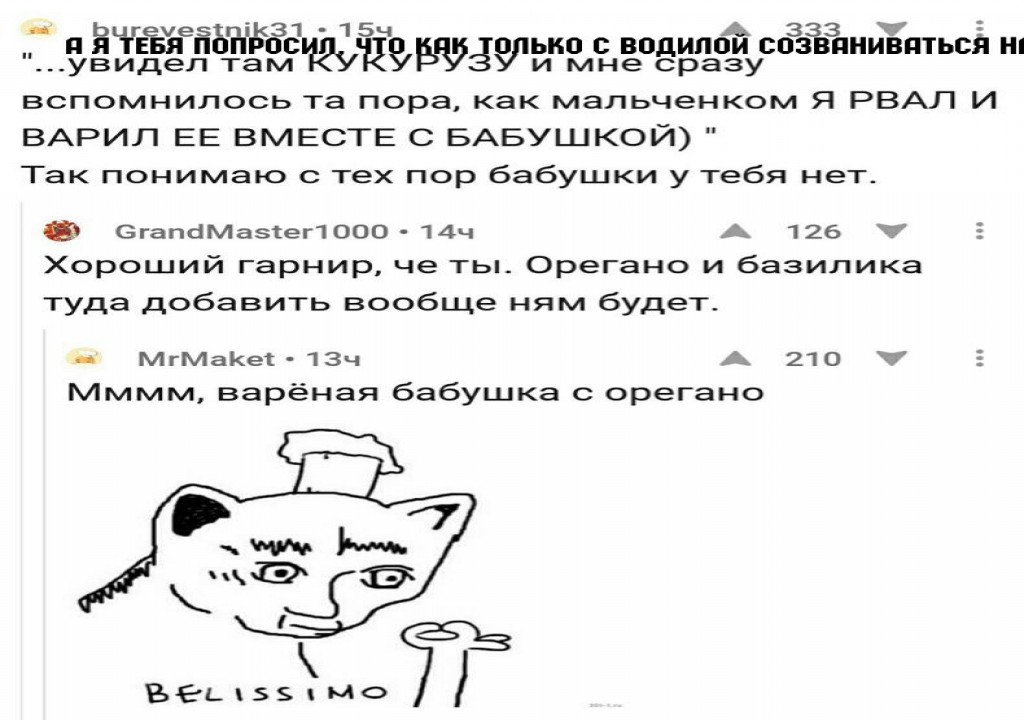 burevestnik31 • 15ч 333
А Я ТЕБЯ ПОПРОСИЛ, ЧТО КАК ТОЛЬКО С ВОДИЛОЙ СОЗВАНИВАТЬСЯ
"...увидел там КУКУРУЗУ и мне сразу
вспомнилось та пора, как мальченком Я РВАЛ И
ВАРИЛ ЕЕ ВМЕСТЕ С БАБУШКОЙ) "
Так понимаю с тех пор бабушки у тебя нет.
GrandMaster1000 • 14ч 126
Хороший гарнир, че ты. Орегано и базилика
туда добавить вообще ням будет.
MrMaket • 13ч 210
Мммм, варёная бабушка с орегано
BELISSIMO